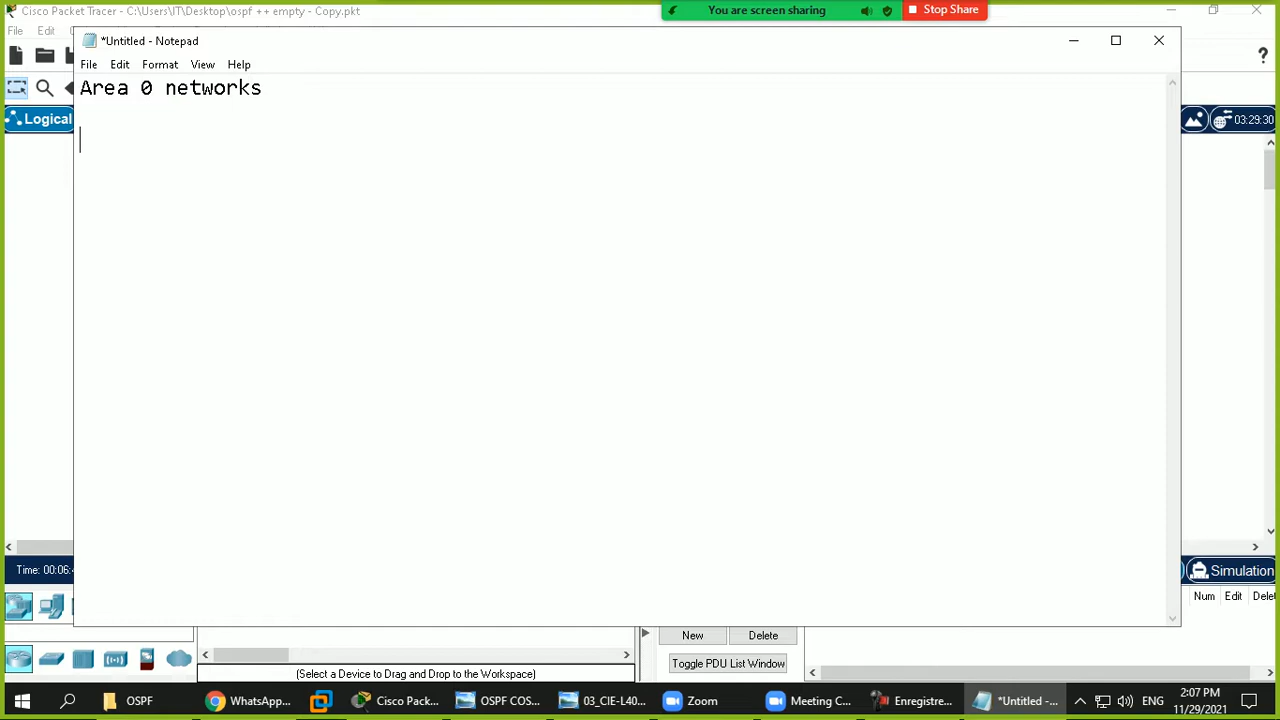 Cisco Packet Tracer - C:\Users\IT\Desktop\ospf ++ empty - Copy.pkt
You are screen sharing
Stop Share
File Edit
*Untitled - Notepad
File Edit Format View Help
Area 0 networks
Logical
03:29:30
Time: 00:06:
Simulation
Num Edit Dele
New Delete
(Select a Device to Drag and Drop to the Workspace)
Toggle PDU List Window
OSPF
WhatsApp...
Cisco Pack...
OSPF COS...
03_CIE-L40...
Zoom
Meeting C...
Enregistre...
*Untitled -...
ENG
2:07 PM
11/29/2021